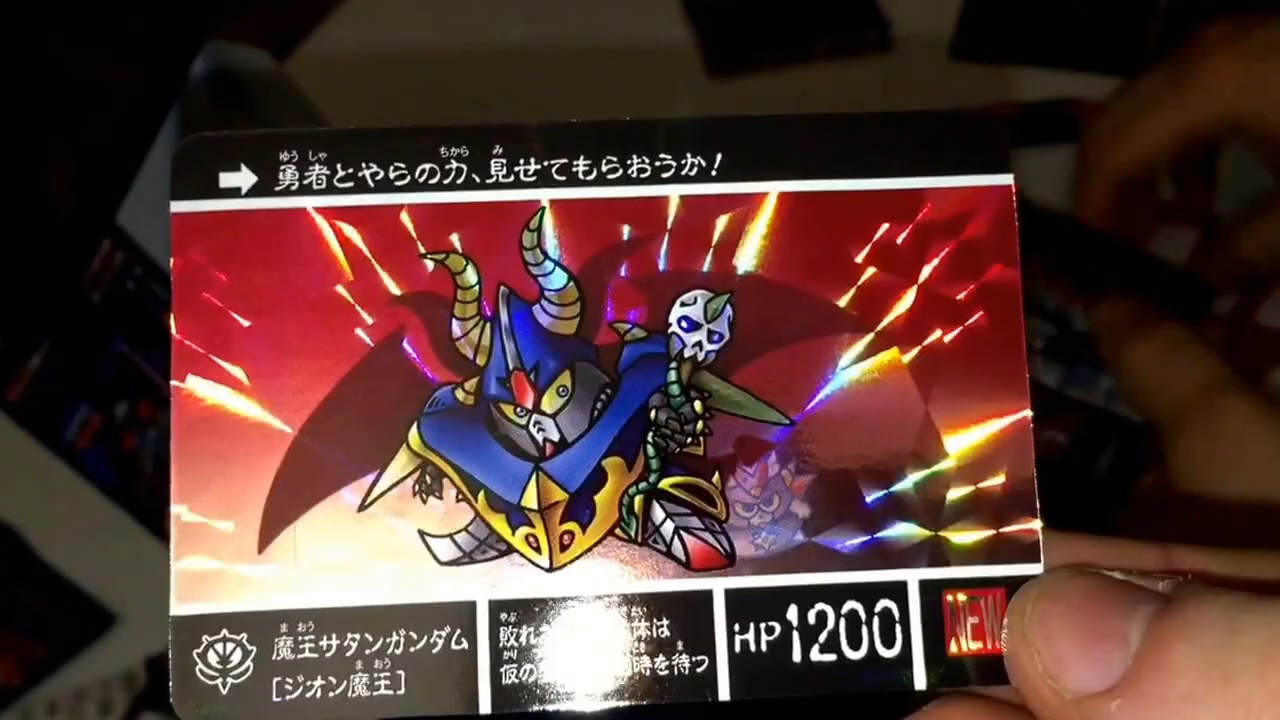 勇者とやらの力、見せてもらおうか!
魔王サタンガンダム
[ジオン魔王]
敗れ 体は
仮の 時を待つ
HP1200
NEW